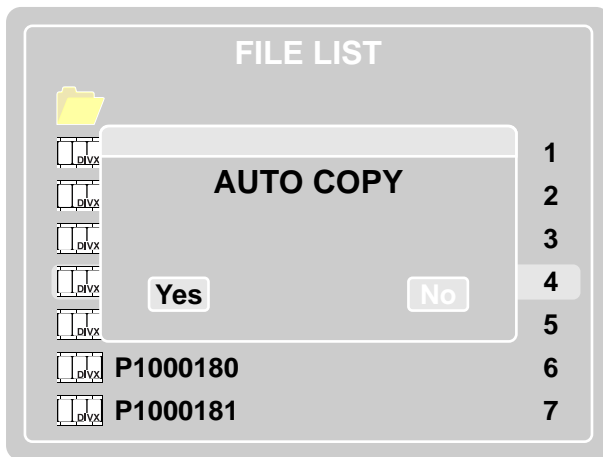 FILE LIST
DIVX 1
AUTO COPY
DIVX 2
DIVX 3
DIVX 4
Yes No
DIVX 5
DIVX P1000180 6
DIVX P1000181 7